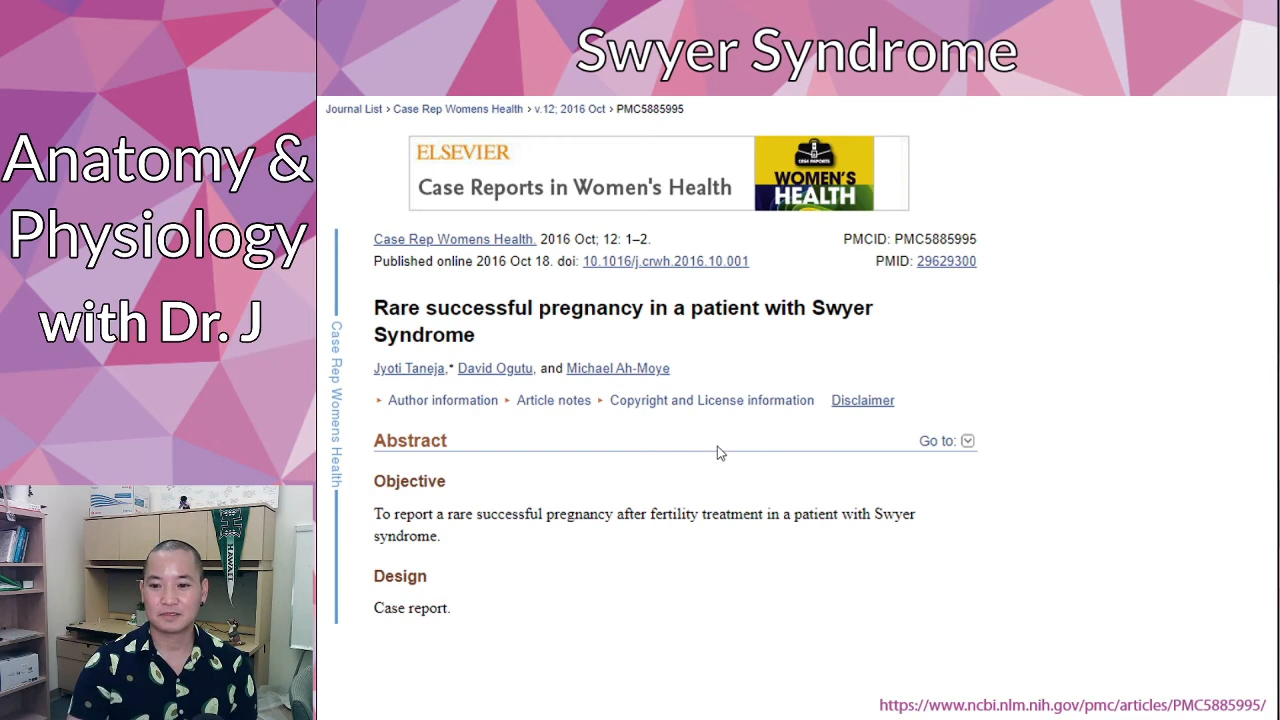 Swyer Syndrome
Anatomy &
Physiology
with Dr. J
Journal List › Case Rep Womens Health › v.12; 2016 Oct › PMC5885995
ELSEVIER
Case Reports in Women's Health
CASE REPORTS
WOMEN'S
HEALTH
Case Rep Womens Health. 2016 Oct; 12: 1–2.
PMCID: PMC5885995
Published online 2016 Oct 18. doi: 10.1016/j.crwh.2016.10.001
PMID: 29629300
Rare successful pregnancy in a patient with Swyer
Syndrome
Jyoti Taneja,* David Ogutu, and Michael Ah-Moye
▸ Author information ▸ Article notes ▸ Copyright and License information Disclaimer
Abstract
Go to:
Objective
To report a rare successful pregnancy after fertility treatment in a patient with Swyer
syndrome.
Design
Case report.
Case Rep Womens Health
HAWAII
https://www.ncbi.nlm.nih.gov/pmc/articles/PMC5885995/